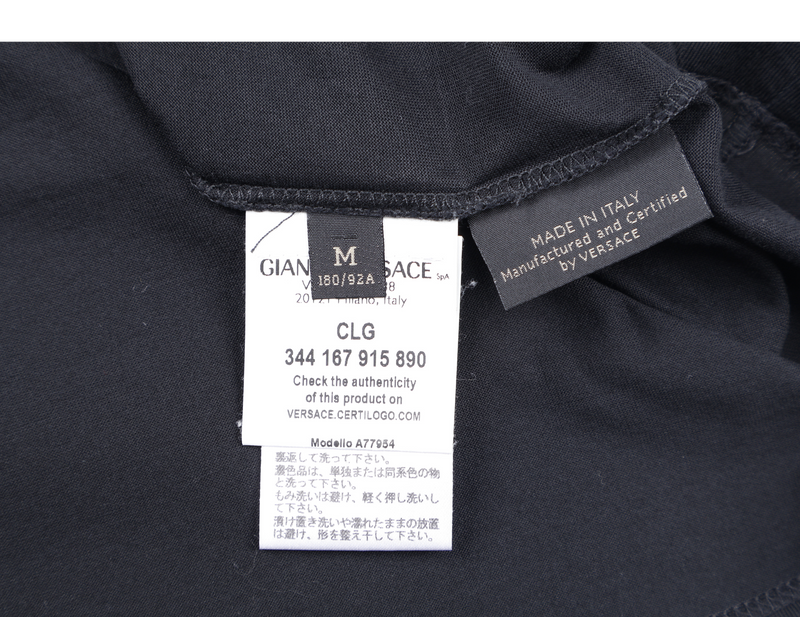 M
180/92A
GIAN SACE SpA
Milano, Italy
CLG
344 167 915 890
Check the authenticity
of this product on
VERSACE.CERTILOGO.COM
Modello A77954
裏返して洗って下さい。
濃色品は、単独または同系色の物
と洗って下さい。
もみ洗いは避け、軽く押し洗いし
て下さい。
漬け置き洗いや濡れたままの放置
は避け、形を整え干して下さい。
MADE IN ITALY
Manufactured and Certified
by VERSACE